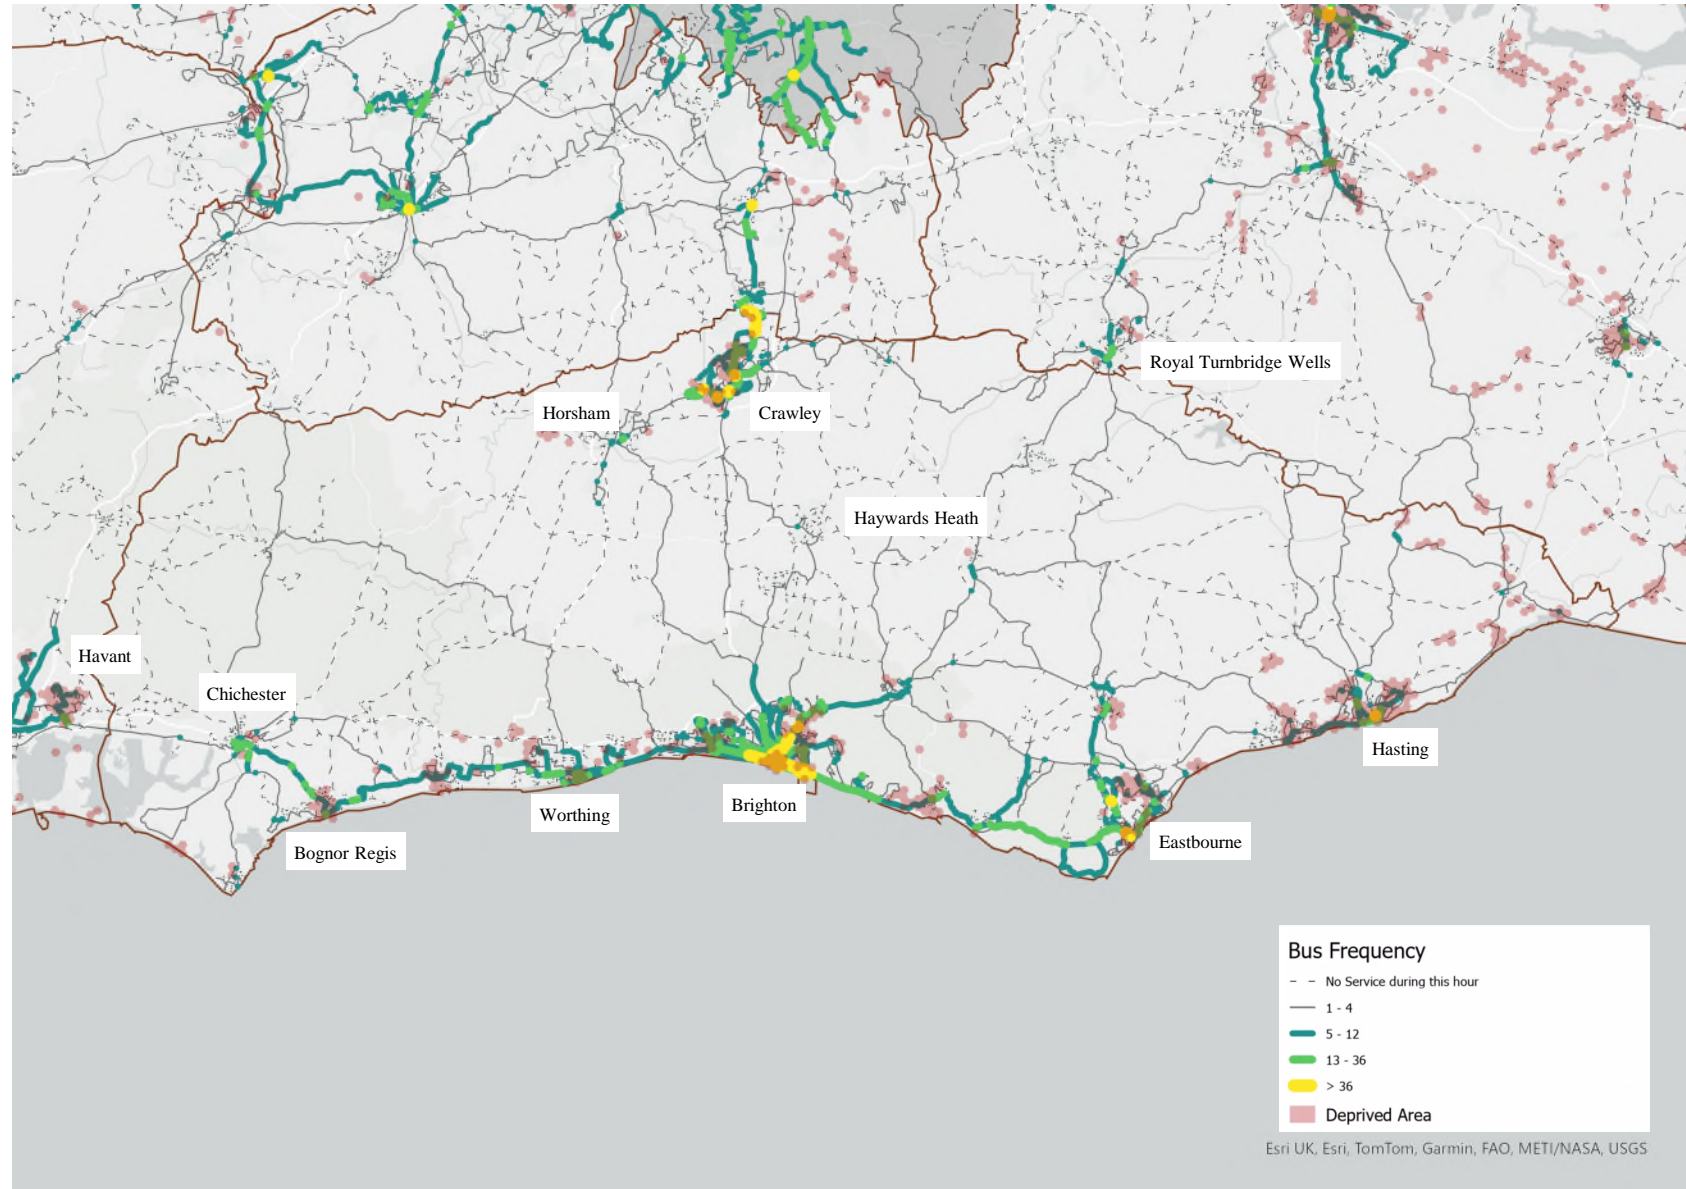 Royal Turnbridge Wells
Horsham
Crawley
Haywards Heath
Havant
Chichester
Hasting
Worthing
Brighton
Eastbourne
Bognor Regis
Bus Frequency
No Service during this hour
1 - 4
5 - 12
13 - 36
> 36
Deprived Area
Esri UK, Esri, TomTom, Garmin, FAO, METI/NASA, USGS